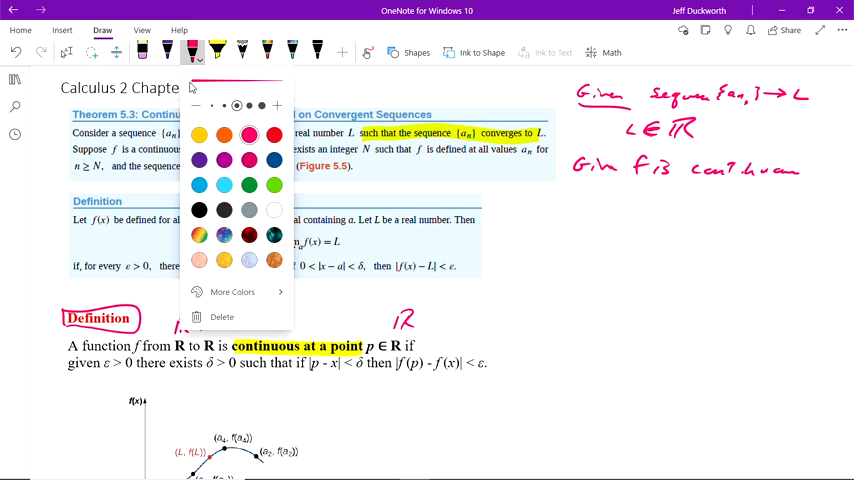 OneNote for Windows 10
Jeff Duckworth
Home Insert Draw View Help
Share
Shapes Ink to Shape Ink to Text Math
Calculus 2 Chapte
Theorem 5.3: Contin on Convergent Sequences
Consider a sequence {aₙ} real number L such that the sequence {aₙ} converges to L.
Suppose f is a continuous exists an integer N such that f is defined at all values aₙ for
n ≥ N, and the sequence (Figure 5.5).
Definition
Let f(x) be defined for al al containing a. Let L be a real number. Then
f(x) = L
if, for every ε > 0, there 0 < |x − a| < δ, then |f(x) − L| < ε.
More Colors
Delete
Given sequen {aₙ} → L
L ∈ ℝ
Given f is continuous
Definition
ℝ
A function f from R to R is continuous at a point p ∈ R if
given ε > 0 there exists δ > 0 such that if |p - x| < δ then |f (p) - f (x)| < ε.
f(x)
(a₄, f(a₄))
(L, f(L))
(a₂, f(a₂))